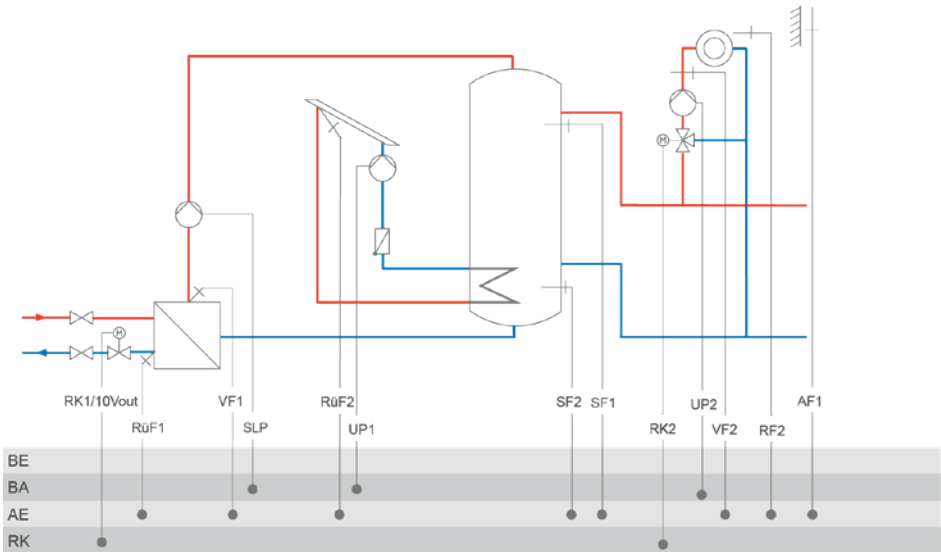 M
M
RK1/10Vout
VF1
RüF2
SF2
SF1
UP2
AF1
RüF1
SLP
UP1
RK2
VF2
RF2
BE
BA
AE
RK